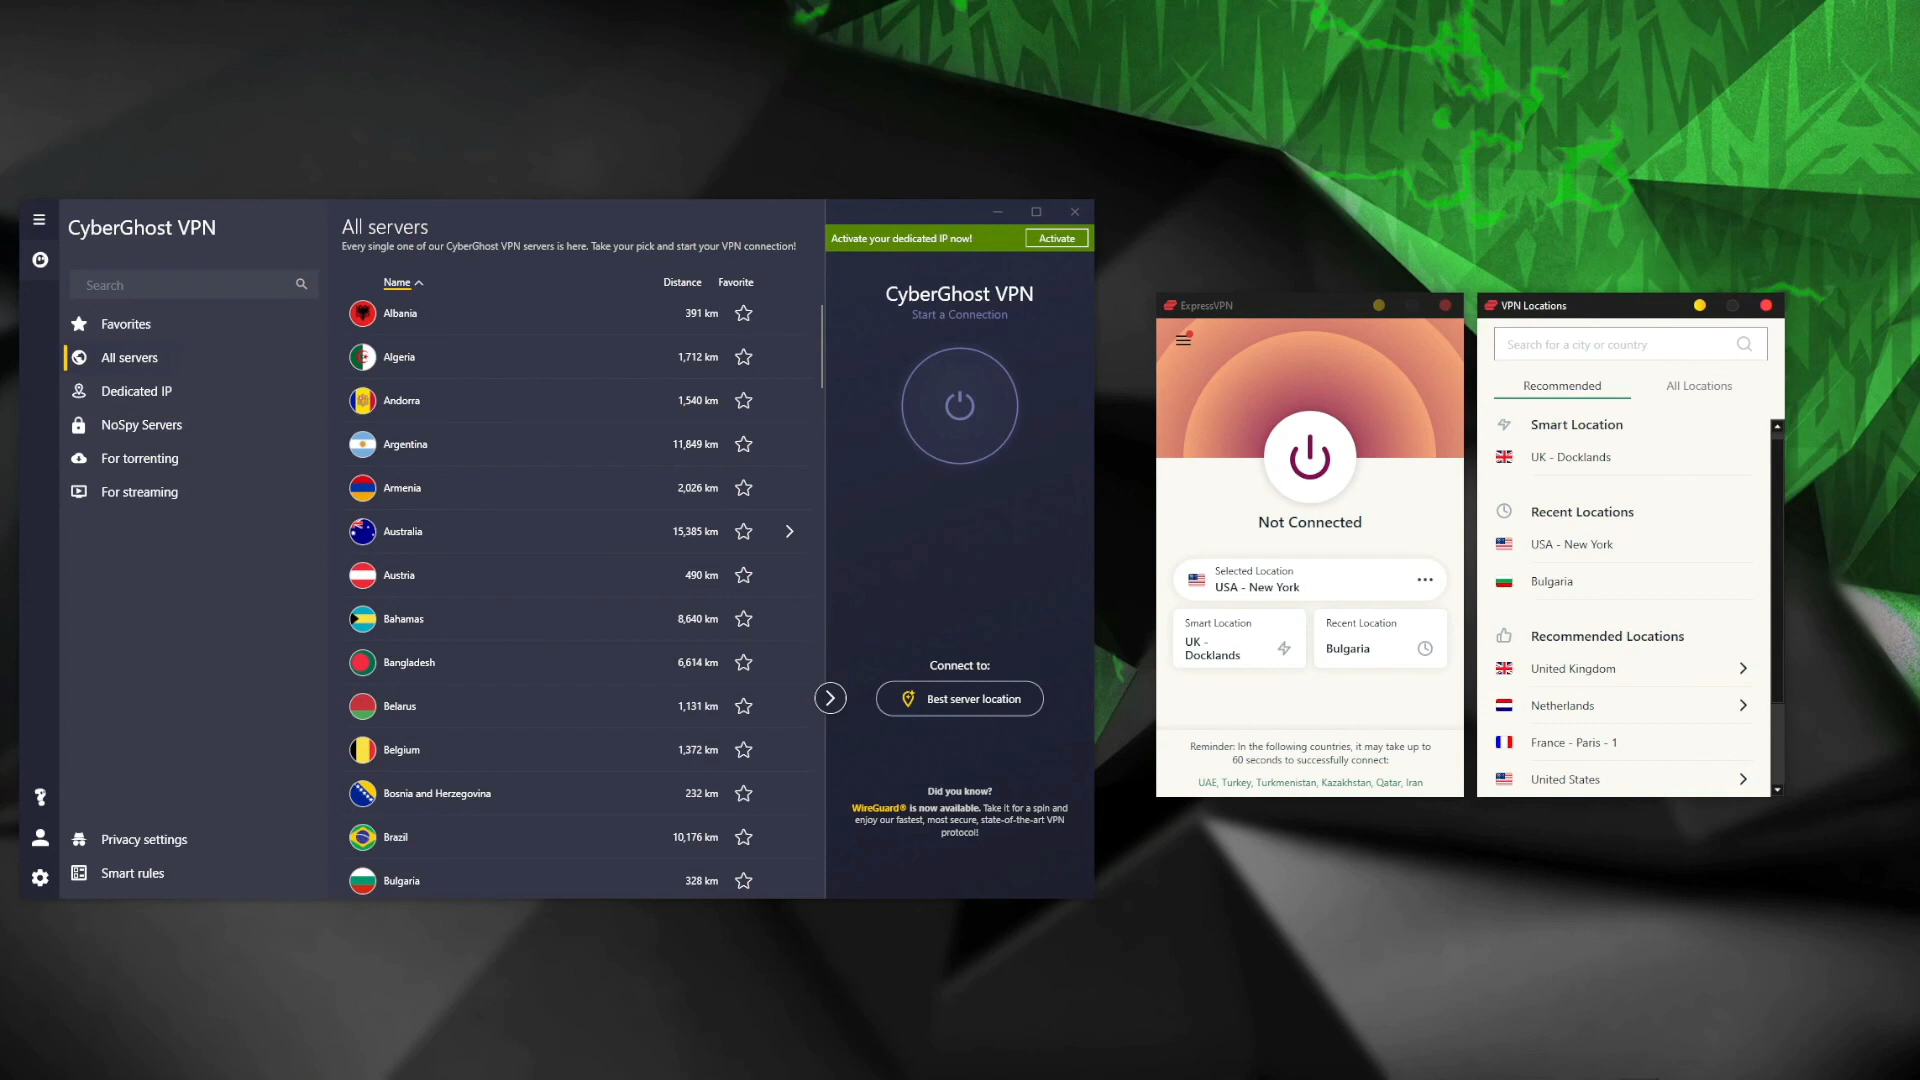 CyberGhost VPN
Search
Favorites
All servers
Dedicated IP
NoSpy Servers
For torrenting
For streaming
Privacy settings
Smart rules
All servers
Every single one of our CyberGhost VPN servers is here. Take your pick and start your VPN connection!
Name Distance Favorite
Albania 391 km
Algeria 1,712 km
Andorra 1,540 km
Argentina 11,849 km
Armenia 2,026 km
Australia 15,385 km
Austria 490 km
Bahamas 8,640 km
Bangladesh 6,614 km
Belarus 1,131 km
Belgium 1,372 km
Bosnia and Herzegovina 232 km
Brazil 10,176 km
Bulgaria 328 km
Activate your dedicated IP now! Activate
CyberGhost VPN
Start a Connection
Connect to:
Best server location
Did you know?
WireGuard® is now available. Take it for a spin and
enjoy our fastest, most secure, state-of-the-art VPN
protocol!
ExpressVPN
Not Connected
Selected Location
USA - New York
Smart Location
UK -
Docklands
Recent Location
Bulgaria
Reminder: In the following countries, it may take up to
60 seconds to successfully connect:
UAE, Turkey, Turkmenistan, Kazakhstan, Qatar, Iran
VPN Locations
Search for a city or country
Recommended All Locations
Smart Location
UK - Docklands
Recent Locations
USA - New York
Bulgaria
Recommended Locations
United Kingdom
Netherlands
France - Paris - 1
United States